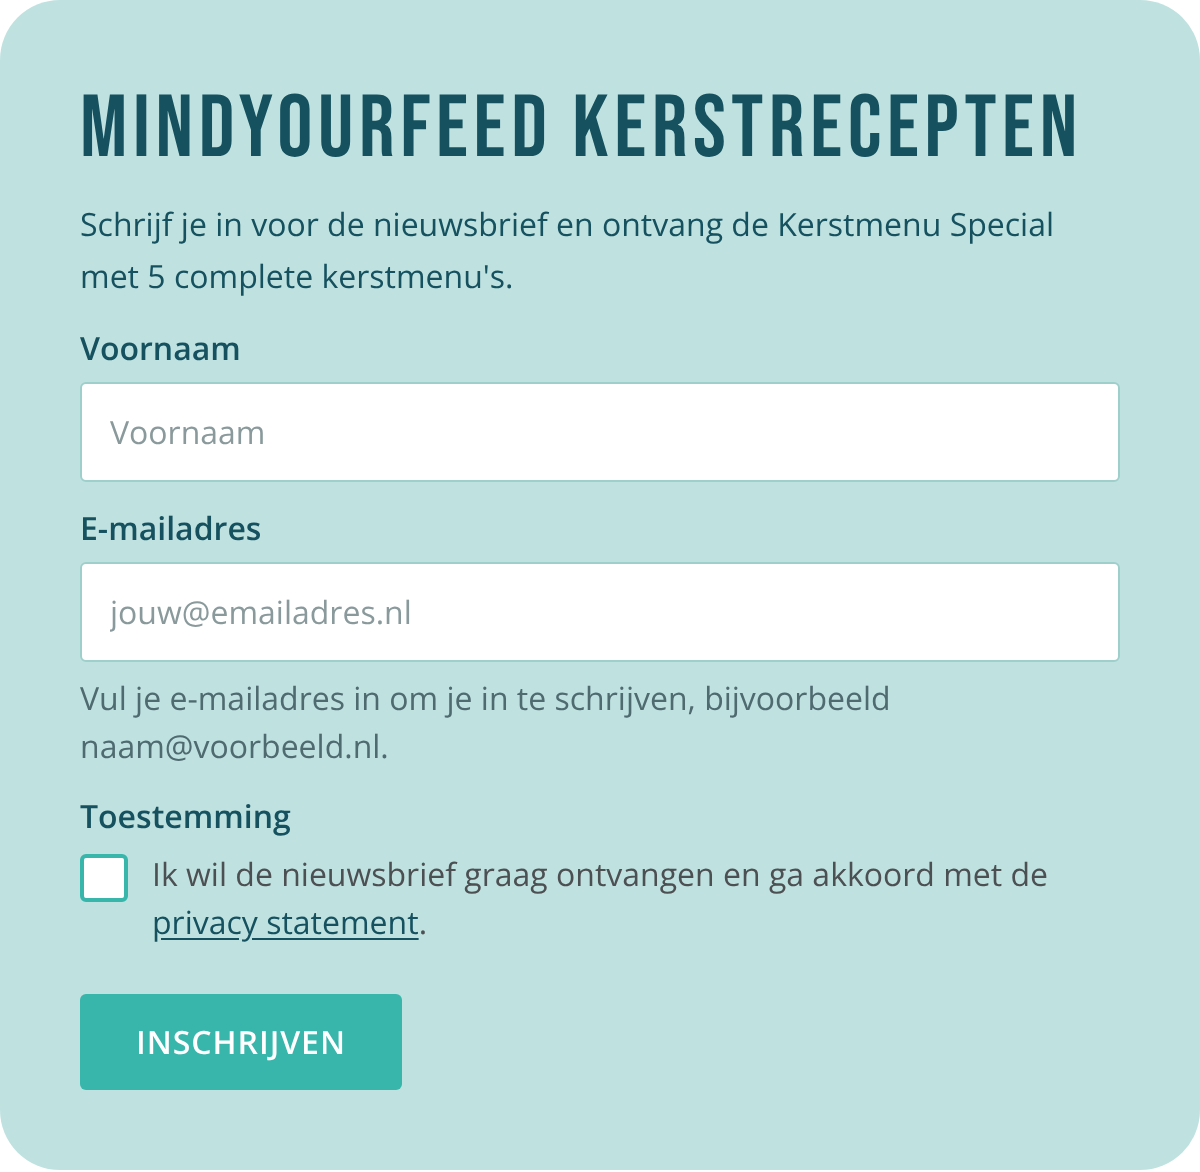 MINDYOURFEED KERSTRECEPTEN
Schrijf je in voor de nieuwsbrief en ontvang de Kerstmenu Special
met 5 complete kerstmenu's.
Voornaam
Voornaam
E-mailadres
jouw@emailadres.nl
Vul je e-mailadres in om je in te schrijven, bijvoorbeeld
naam@voorbeeld.nl.
Toestemming
Ik wil de nieuwsbrief graag ontvangen en ga akkoord met de
privacy statement.
INSCHRIJVEN